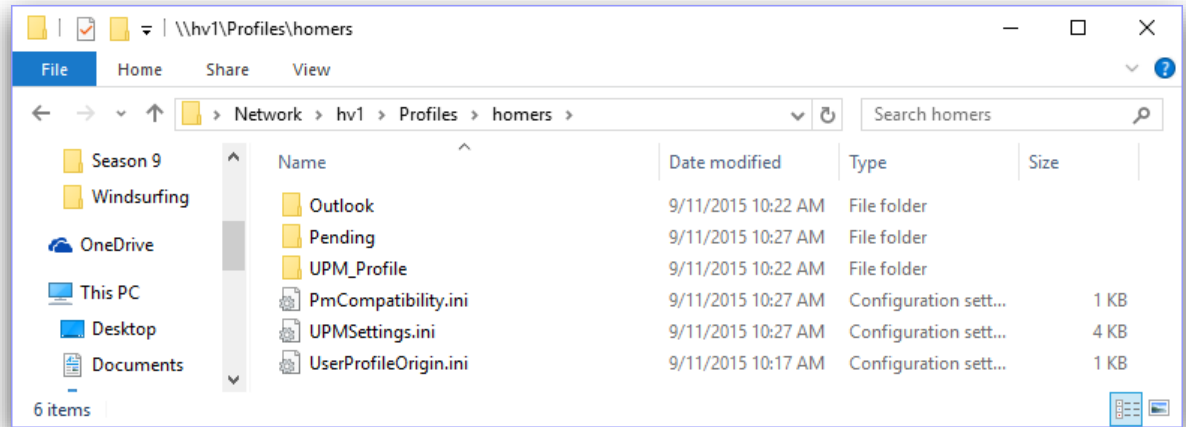 \\hv1\Profiles\homers
File Home Share View
Network > hv1 > Profiles > homers > Search homers
Season 9
Windsurfing
OneDrive
This PC
Desktop
Documents
Name Date modified Type Size
Outlook 9/11/2015 10:22 AM File folder
Pending 9/11/2015 10:27 AM File folder
UPM_Profile 9/11/2015 10:22 AM File folder
PmCompatibility.ini 9/11/2015 10:27 AM Configuration sett... 1 KB
UPMSettings.ini 9/11/2015 10:27 AM Configuration sett... 4 KB
UserProfileOrigin.ini 9/11/2015 10:17 AM Configuration sett... 1 KB
6 items